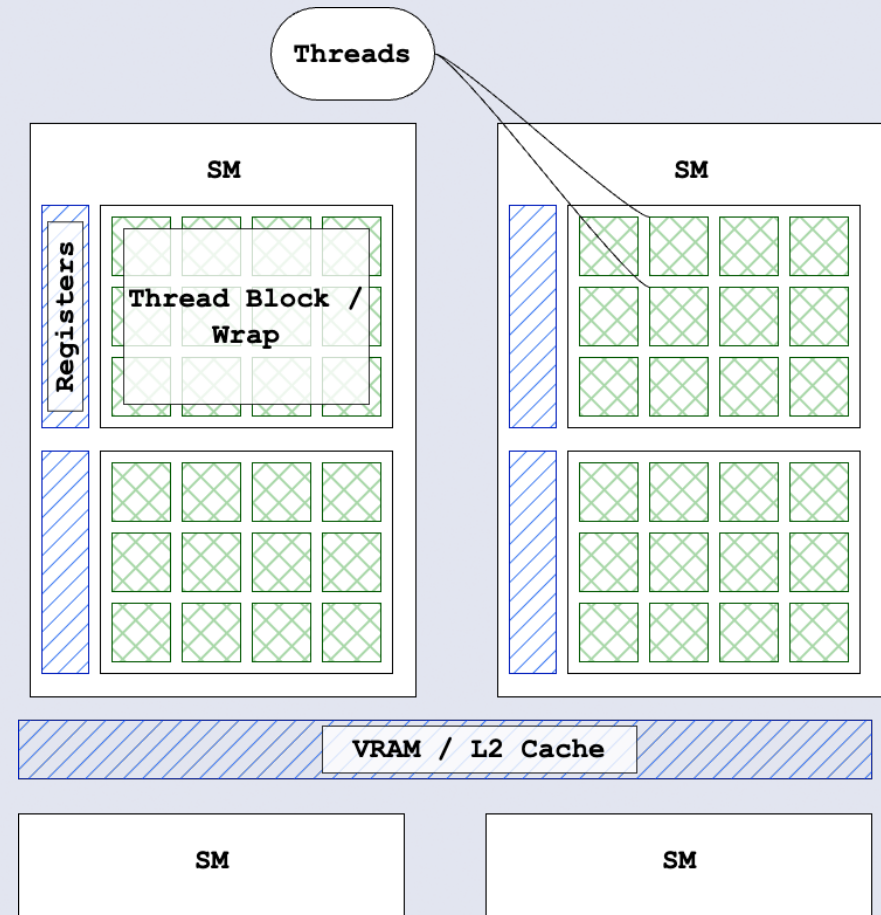 Threads
SM
SM
Registers
Thread Block /
Wrap
VRAM / L2 Cache
SM
SM